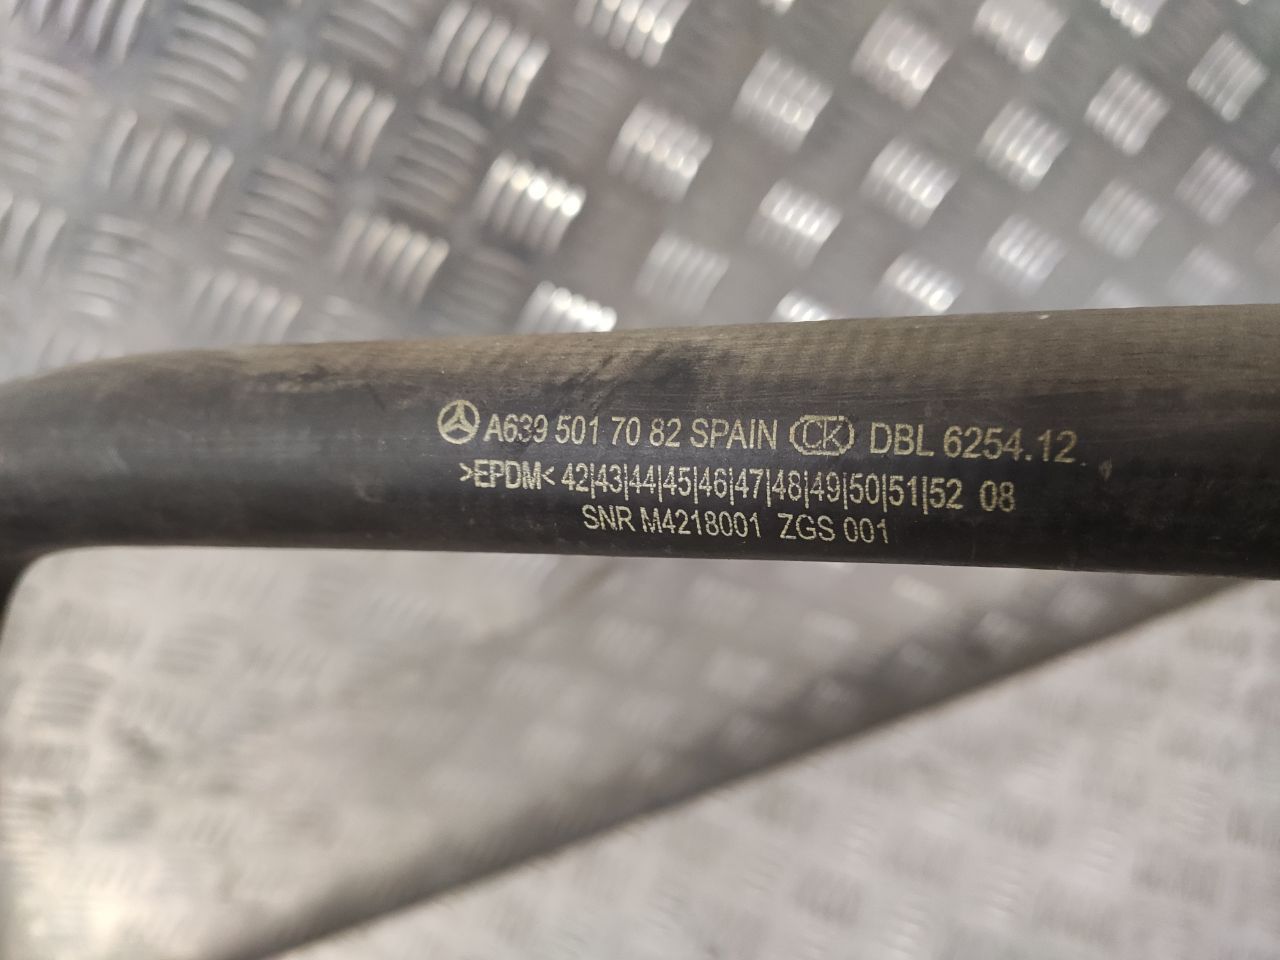 A639 501 70 82 SPAIN CK DBL 6254.12
>EPDM< 42|43|44|45|46|47|48|49|50|51|52 08
SNR M4218001 ZGS 001